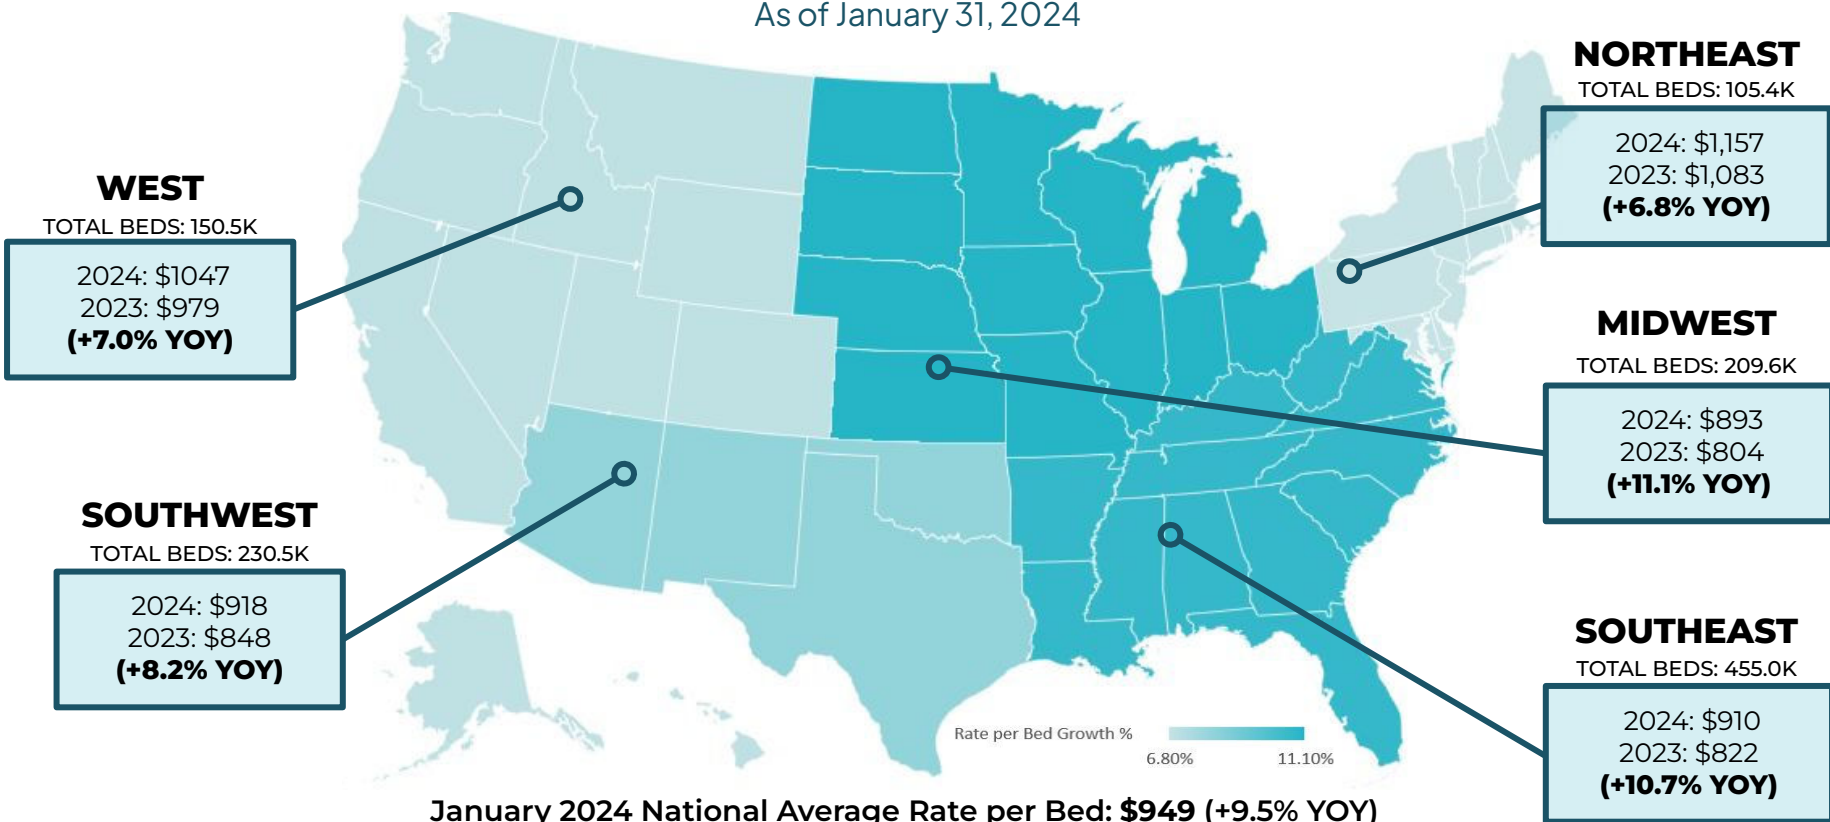 As of January 31, 2024
NORTHEAST
TOTAL BEDS: 105.4K
2024: $1,157
2023: $1,083
(+6.8% YOY)
WEST
TOTAL BEDS: 150.5K
2024: $1047
2023: $979
(+7.0% YOY)
MIDWEST
TOTAL BEDS: 209.6K
2024: $893
2023: $804
(+11.1% YOY)
SOUTHWEST
TOTAL BEDS: 230.5K
2024: $918
2023: $848
(+8.2% YOY)
SOUTHEAST
TOTAL BEDS: 455.0K
2024: $910
2023: $822
(+10.7% YOY)
Rate per Bed Growth %
6.80% 11.10%
January 2024 National Average Rate per Bed: $949 (+9.5% YOY)